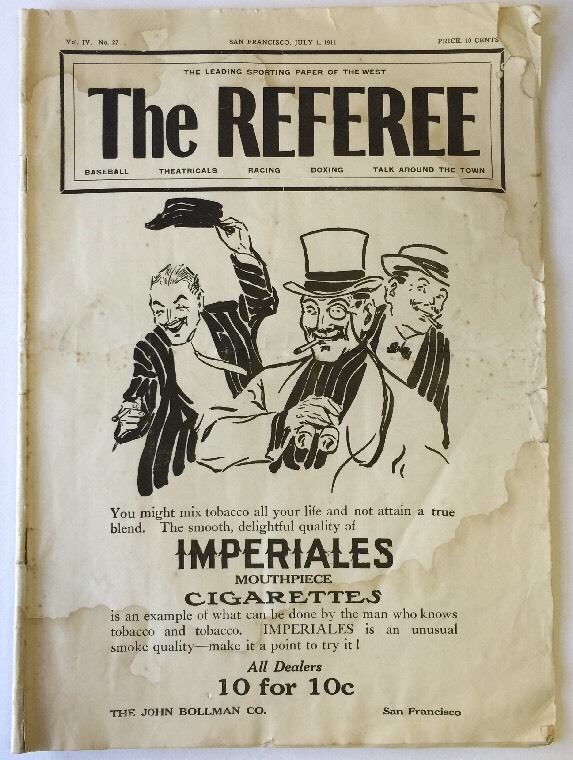 Vol. IV. No. 27 SAN FRANCISCO, JULY 1, 1911 PRICE, 10 CENTS
THE LEADING SPORTING PAPER OF THE WEST
The REFEREE
BASEBALL THEATRICALS RACING BOXING TALK AROUND THE TOWN
You might mix tobacco all your life and not attain a true
blend. The smooth, delightful quality of
IMPERIALES
MOUTHPIECE
CIGARETTES
is an example of what can be done by the man who knows
tobacco and tobacco. IMPERIALES is an unusual
smoke quality—make it a point to try it!
All Dealers
10 for 10c
THE JOHN BOLLMAN CO. San Francisco